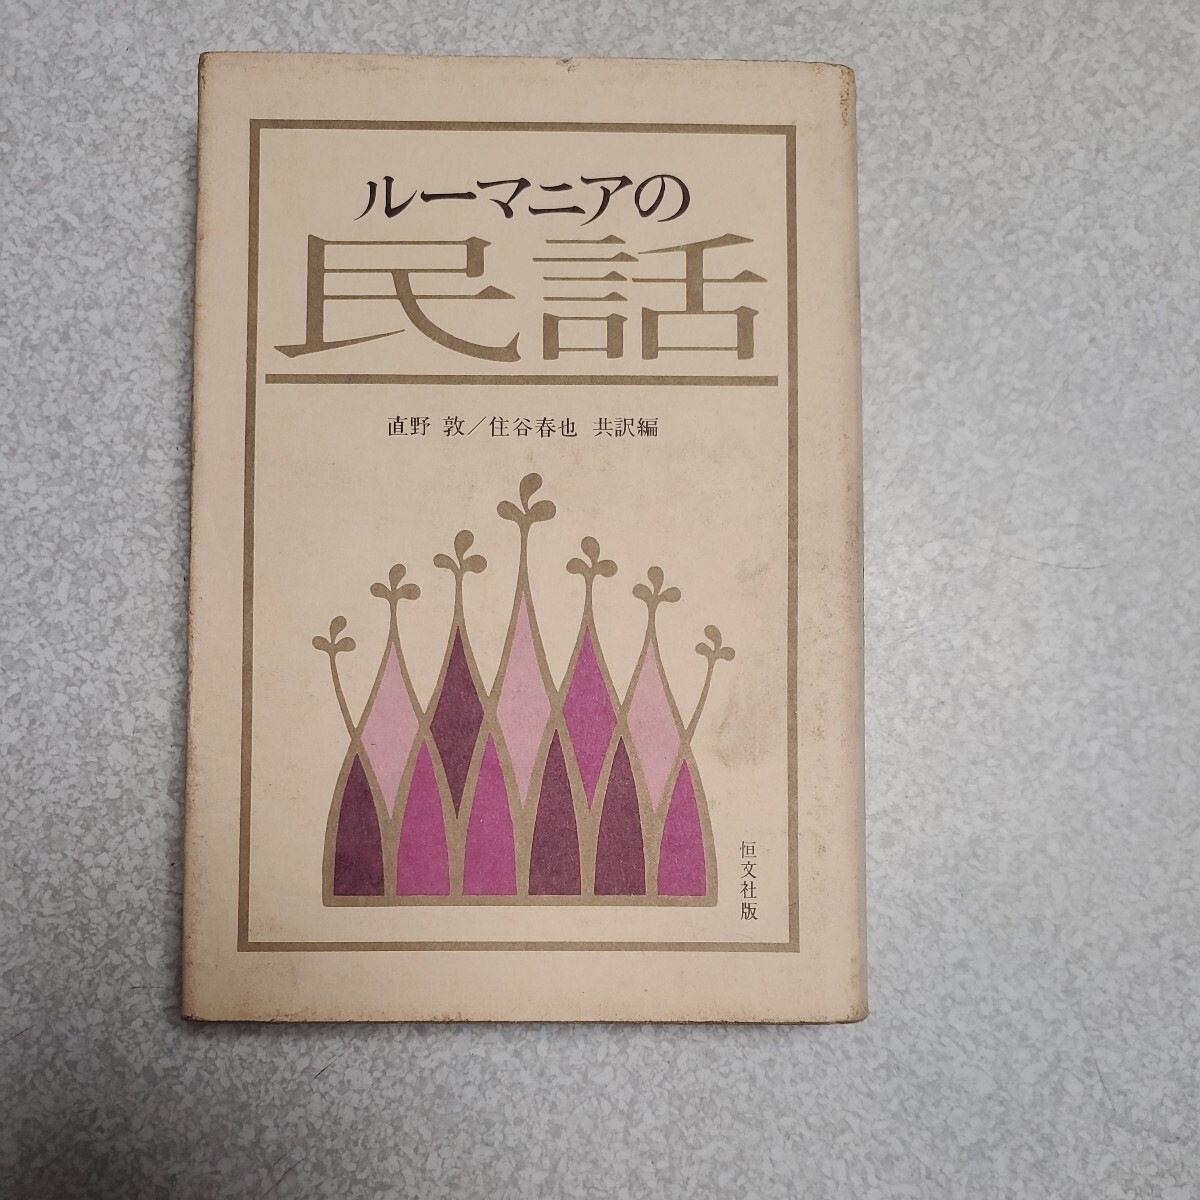 ルーマニアの
民話
直野 敦／住谷春也 共訳編
恒文社版